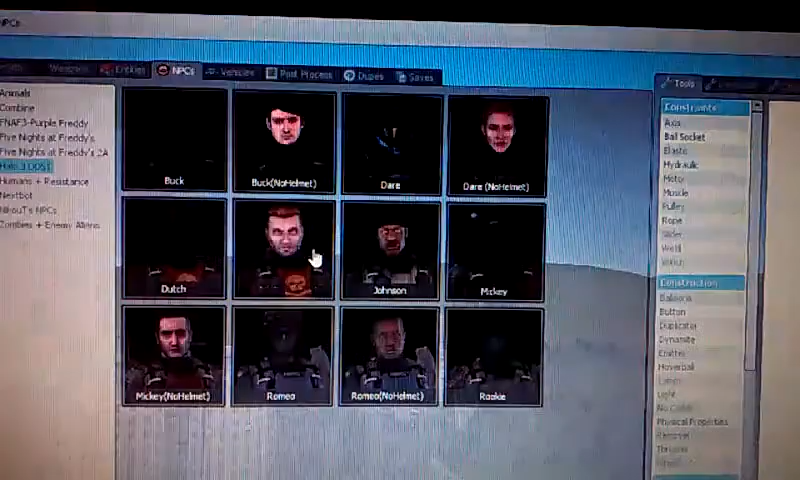 NPCs
Entities
NPCs
Vehicles
Post Process
Dupes
Saves
Tools
Animals
Combine
FNAF3-Purple Freddy
Five Nights at Freddy's
Five Nights at Freddy's 2A
Halo 3 ODST
Humans + Resistance
Nextbot
Zombies + Enemy Aliens
Buck
Buck(NoHelmet)
Dare
Dare (NoHelmet)
Dutch
Johnson
Mickey
Mickey(NoHelmet)
Romeo
Romeo(NoHelmet)
Rookie
Constraints
Axis
Ball Socket
Elastic
Hydraulic
Motor
Muscle
Pulley
Rope
Slider
Weld
Winch
Construction
Balloons
Button
Duplicator
Dynamite
Emitter
Hoverball
Lamp
Light
No Collide
Physical Properties
Remover
Thruster